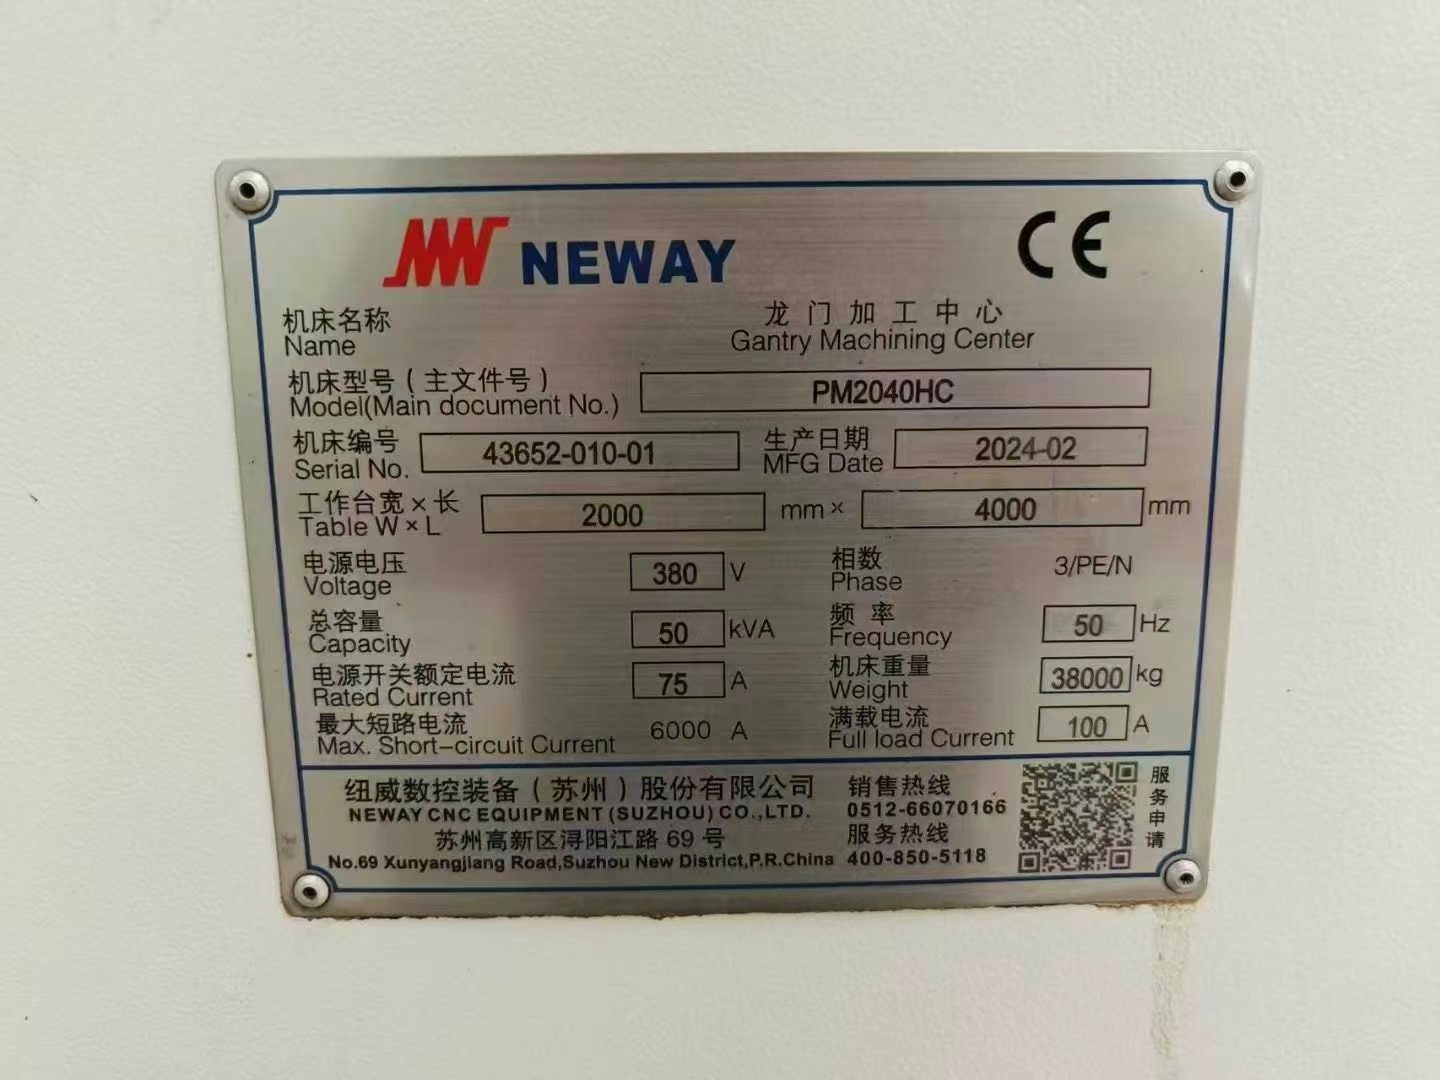 NEWAY CE
机床名称 龙门加工中心
Name Gantry Machining Center
机床型号(主文件号) PM2040HC
Model(Main document No.)
机床编号 43652-010-01 生产日期 2024-02
Serial No. MFG Date
工作台宽×长 2000 mm× 4000 mm
Table W×L
电源电压 380 V 相数 3/PE/N
Voltage Phase
总容量 50 kVA 频率 50 Hz
Capacity Frequency
电源开关额定电流 75 A 机床重量 38000 kg
Rated Current Weight
最大短路电流 6000 A 满载电流 100 A
Max. Short-circuit Current Full load Current
纽威数控装备(苏州)股份有限公司 销售热线
NEWAY CNC EQUIPMENT (SUZHOU) CO.,LTD. 0512-66070166
苏州高新区浔阳江路69号 服务热线
No.69 Xunyangjiang Road,Suzhou New District,P.R.China 400-850-5118
服务申请